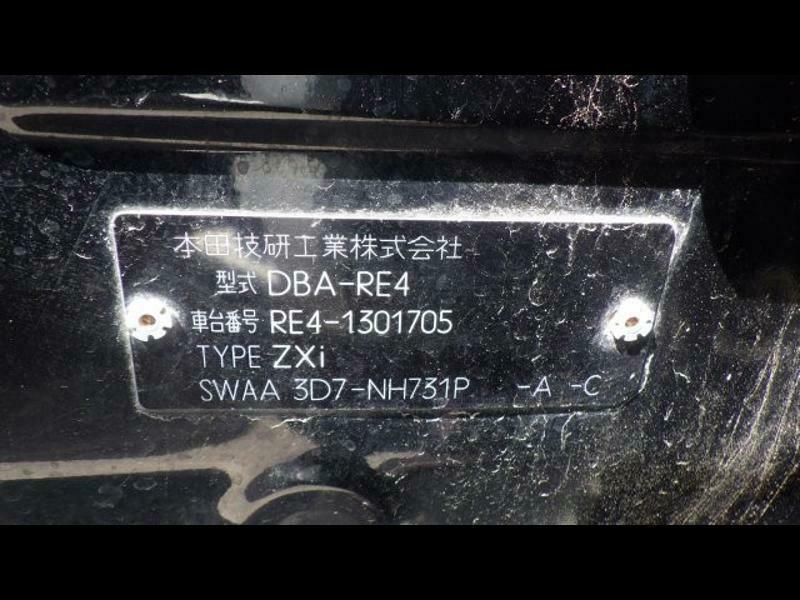 本田技研工業株式会社
型式 DBA-RE4
車台番号 RE4-1301705
TYPE ZXi
SWAA 3D7-NH731P -A -C